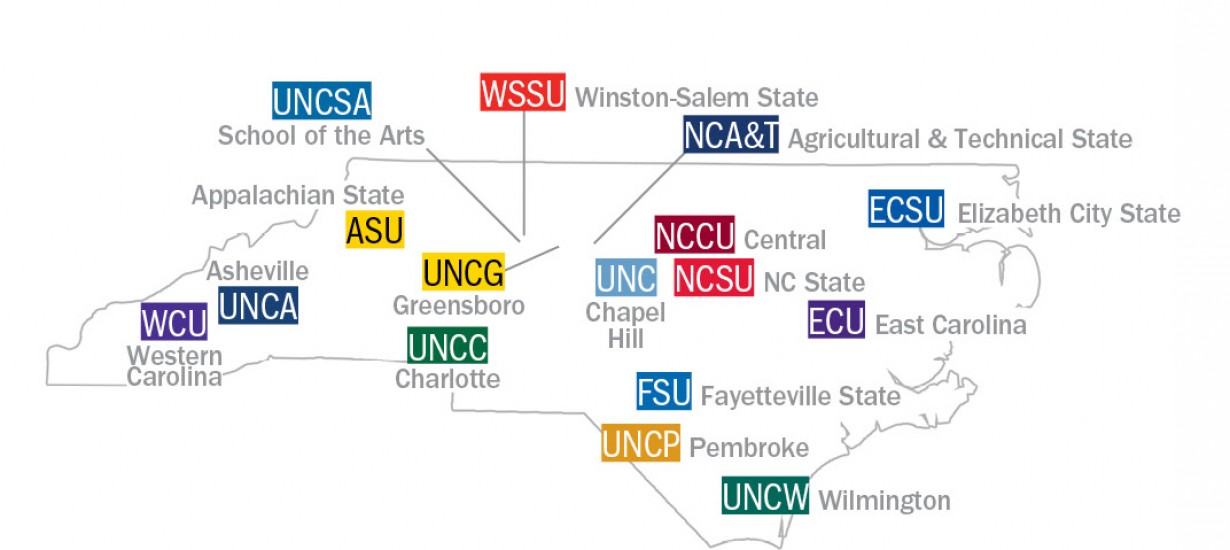 UNCSA
School of the Arts
WSSU Winston-Salem State
NCA&T Agricultural & Technical State
Appalachian State
ASU
ECSU Elizabeth City State
NCCU Central
Asheville
UNCA
UNCG
Greensboro
UNC
Chapel
Hill
NCSU NC State
WCU
Western
Carolina
ECU East Carolina
UNCC
Charlotte
FSU Fayetteville State
UNCP Pembroke
UNCW Wilmington